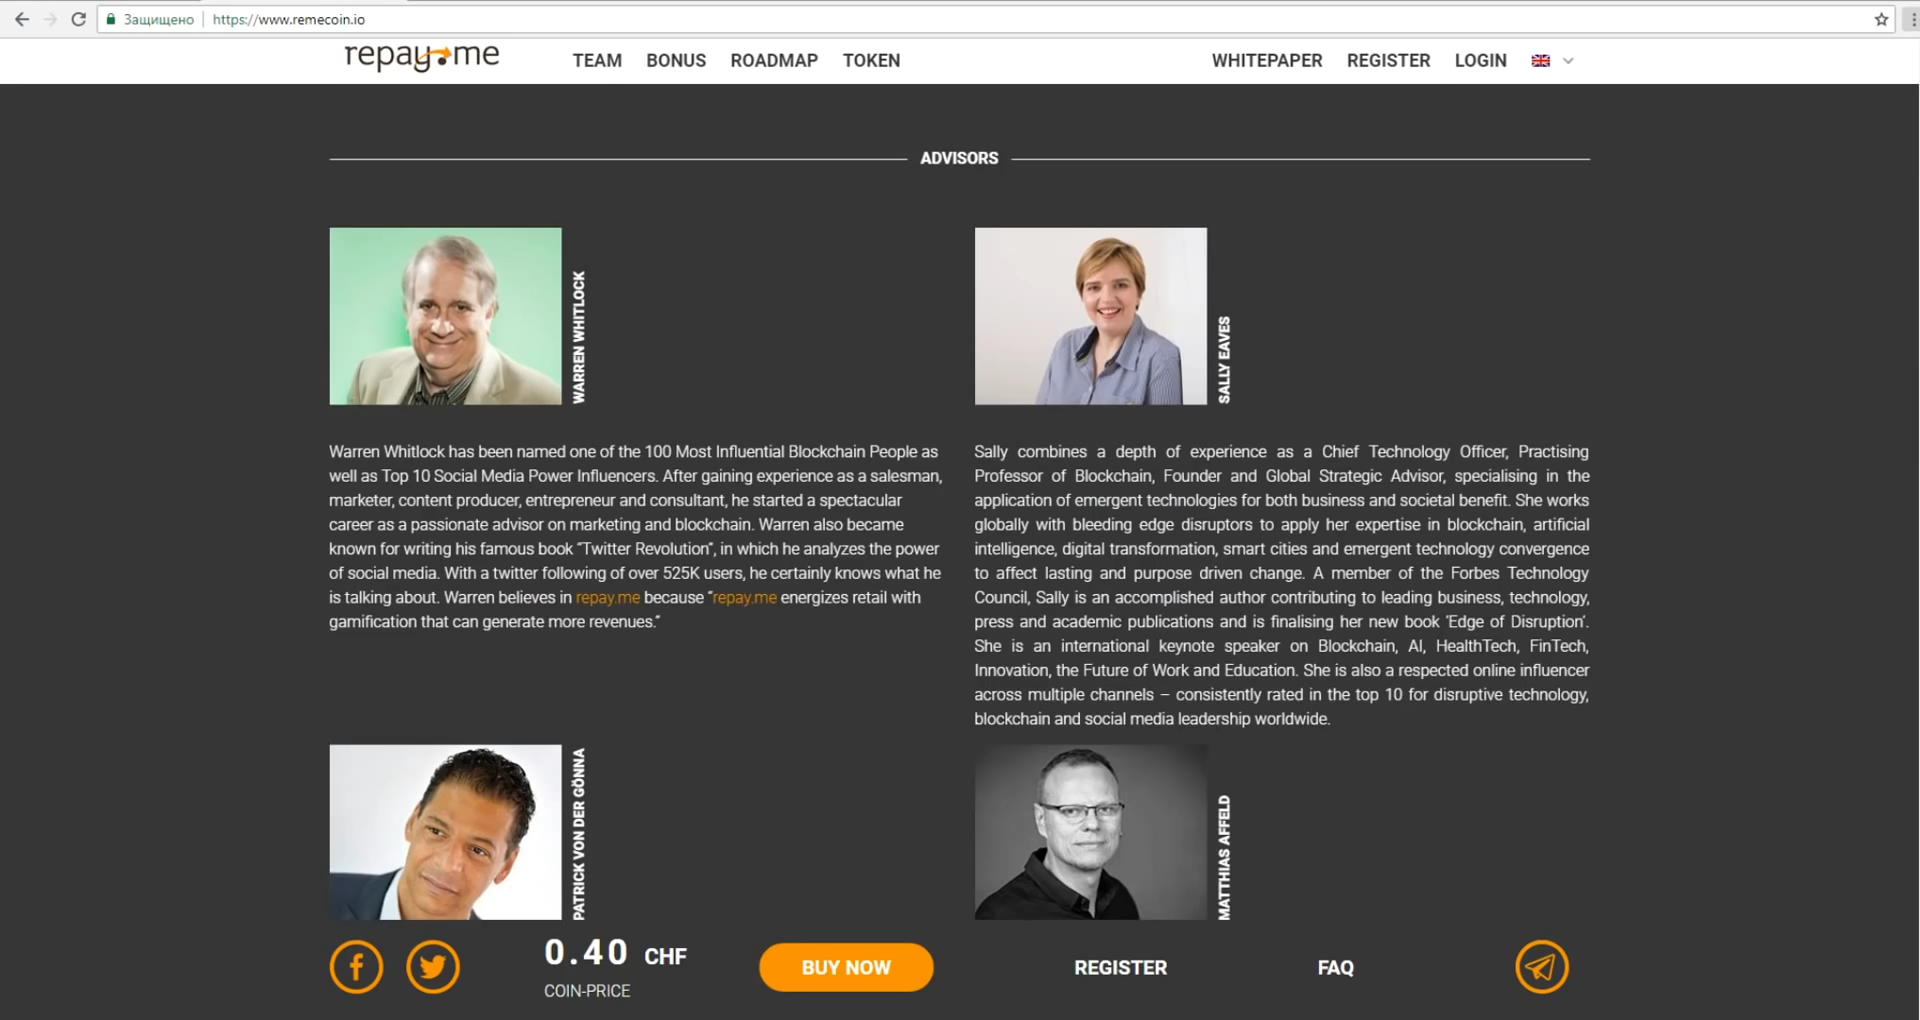 Защищено
https://www.remecoin.io
repay.me
TEAM
BONUS
ROADMAP
TOKEN
WHITEPAPER
REGISTER
LOGIN
ADVISORS
WARREN WHITLOCK
Warren Whitlock has been named one of the 100 Most Influential Blockchain People as
well as Top 10 Social Media Power Influencers. After gaining experience as a salesman,
marketer, content producer, entrepreneur and consultant, he started a spectacular
career as a passionate advisor on marketing and blockchain. Warren also became
known for writing his famous book “Twitter Revolution”, in which he analyzes the power
of social media. With a twitter following of over 525K users, he certainly knows what he
is talking about. Warren believes in repay.me because “repay.me energizes retail with
gamification that can generate more revenues.”
SALLY EAVES
Sally combines a depth of experience as a Chief Technology Officer, Practising
Professor of Blockchain, Founder and Global Strategic Advisor, specialising in the
application of emergent technologies for both business and societal benefit. She works
globally with bleeding edge disruptors to apply her expertise in blockchain, artificial
intelligence, digital transformation, smart cities and emergent technology convergence
to affect lasting and purpose driven change. A member of the Forbes Technology
Council, Sally is an accomplished author contributing to leading business, technology,
press and academic publications and is finalising her new book ‘Edge of Disruption’.
She is an international keynote speaker on Blockchain, AI, HealthTech, FinTech,
Innovation, the Future of Work and Education. She is also a respected online influencer
across multiple channels – consistently rated in the top 10 for disruptive technology,
blockchain and social media leadership worldwide.
PATRICK VON DER GÖNNA
MATTHIAS AFFELD
0.40 CHF
COIN-PRICE
BUY NOW
REGISTER
FAQ